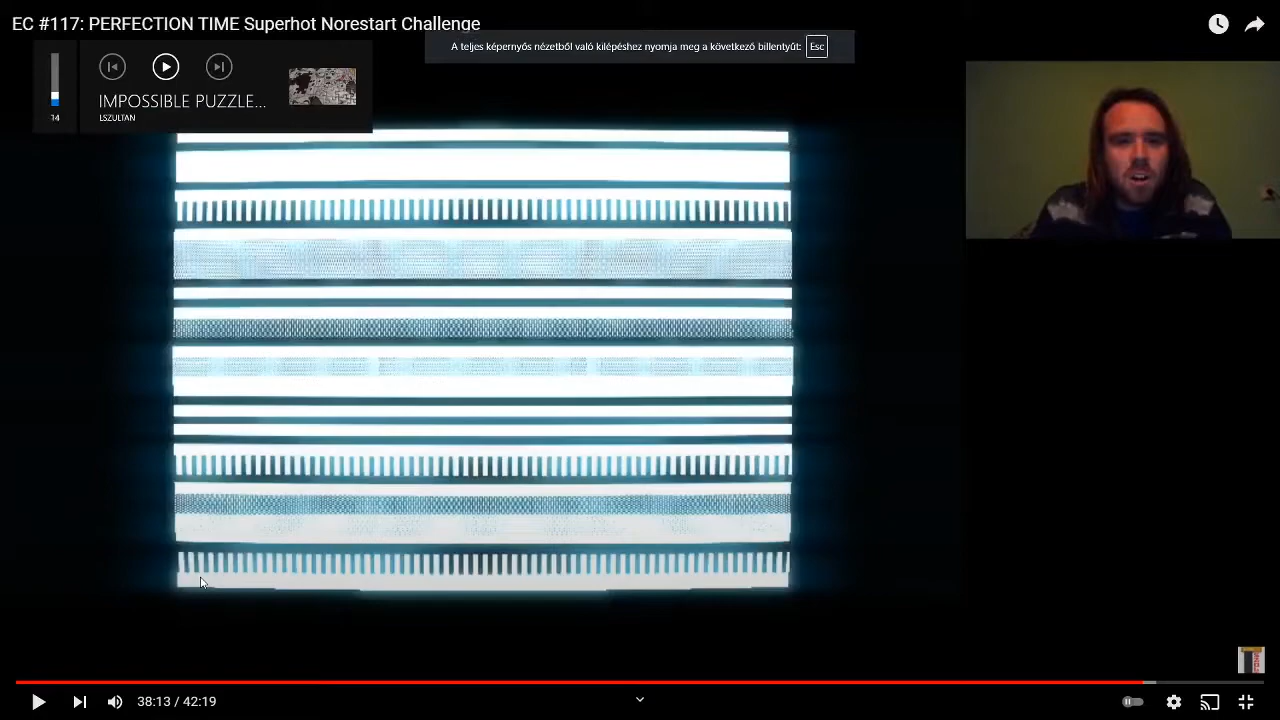 EC #117: PERFECTION TIME Superhot Norestart Challenge
A teljes képernyős nézetből való kilépéshez nyomja meg a következő billentyűt: Esc
IMPOSSIBLE PUZZLE...
LSZULTAN
14
38:13 / 42:19